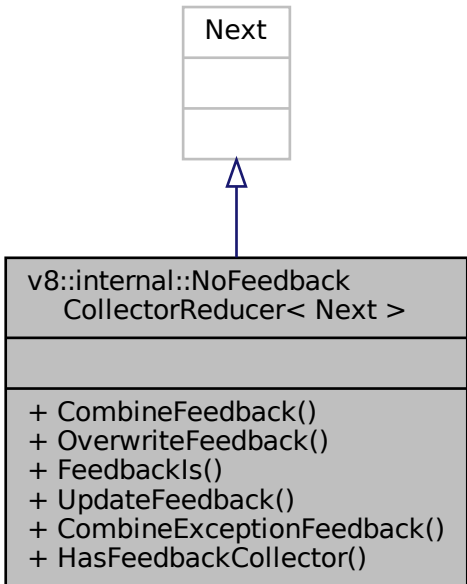 Next
v8::internal::NoFeedback
CollectorReducer< Next >
+ CombineFeedback()
+ OverwriteFeedback()
+ FeedbackIs()
+ UpdateFeedback()
+ CombineExceptionFeedback()
+ HasFeedbackCollector()